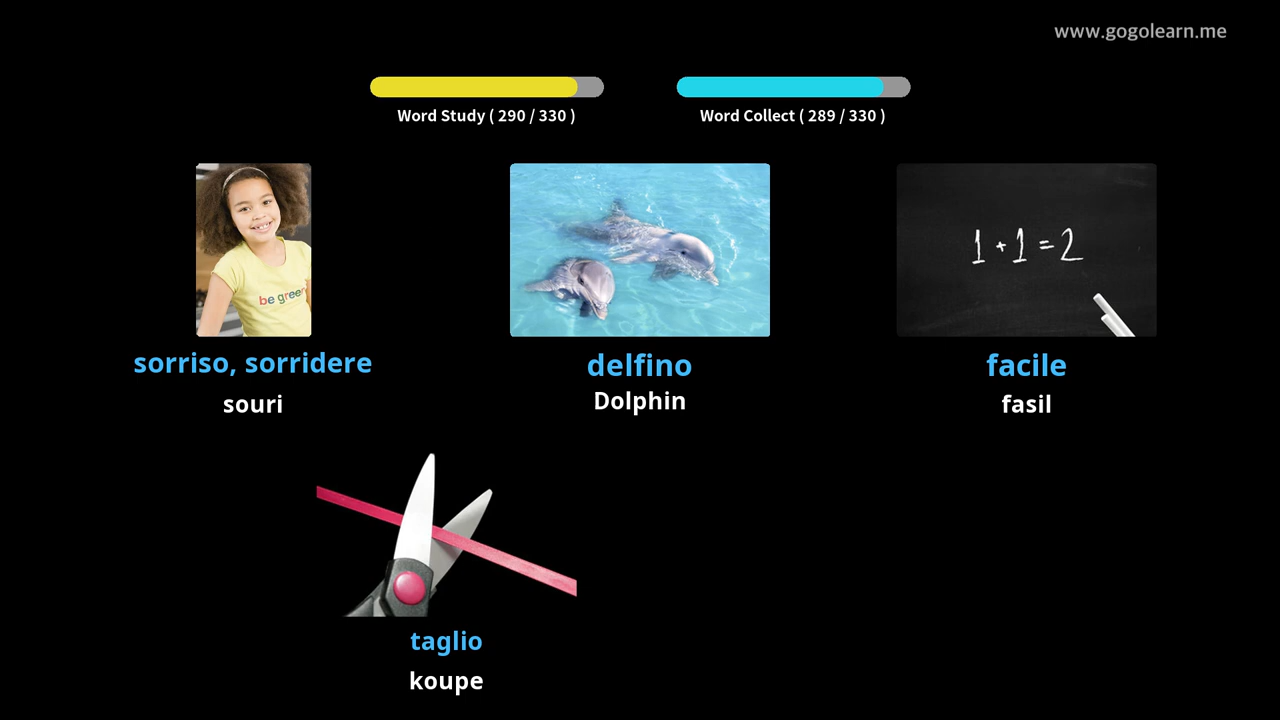 www.gogolearn.me
Word Study ( 290 / 330 )
Word Collect ( 289 / 330 )
be green
1 + 1 = 2
sorriso, sorridere
delfino
facile
souri
Dolphin
fasil
taglio
koupe